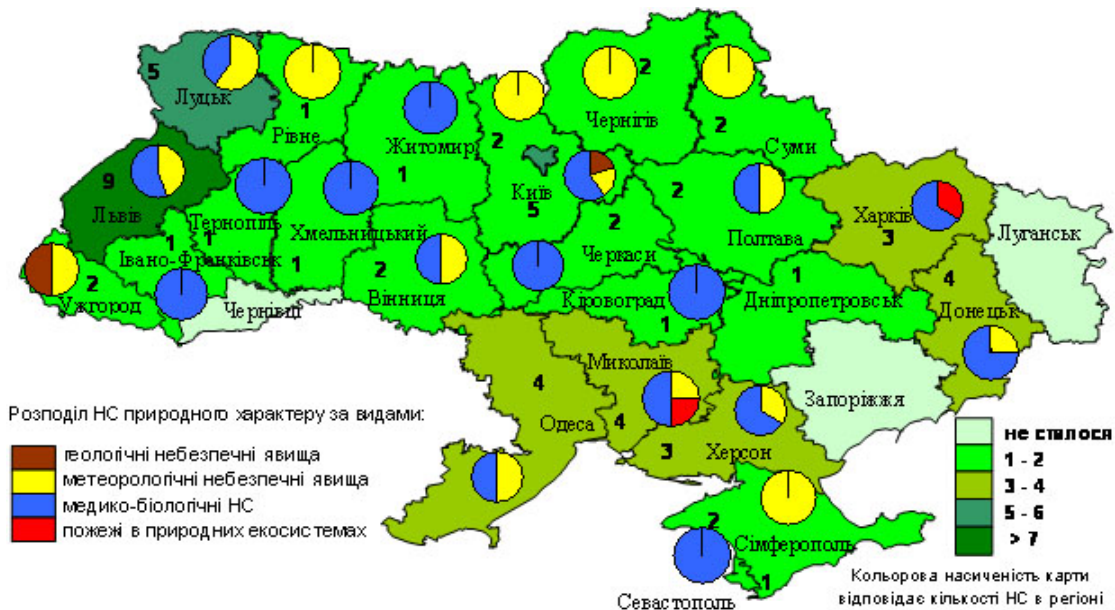 5
Луцьк
1
Рівне
Житомир
1
2
Київ
5
2
Чернігів
2
Суми
9
Львів
Тернопіль
1
Хмельницький
1
1
Івано-Франківськ
2
Ужгород
Чернівці
2
Вінниця
2
Черкаси
2
Полтава
Харків
3
Луганськ
4
Донецьк
Кіровоград
1
1
Дніпропетровськ
Запоріжжя
Миколаїв
4
4
Одеса
3
Херсон
2
Сімферополь
1
Севастополь
Розподіл НС природного характеру за видами:
геологічні небезпечні явища
метеорологічні небезпечні явища
медико-біологічні НС
пожежі в природних екосистемах
не сталося
1 - 2
3 - 4
5 - 6
> 7
Кольорова насиченість карти
відповідає кількості НС в регіоні